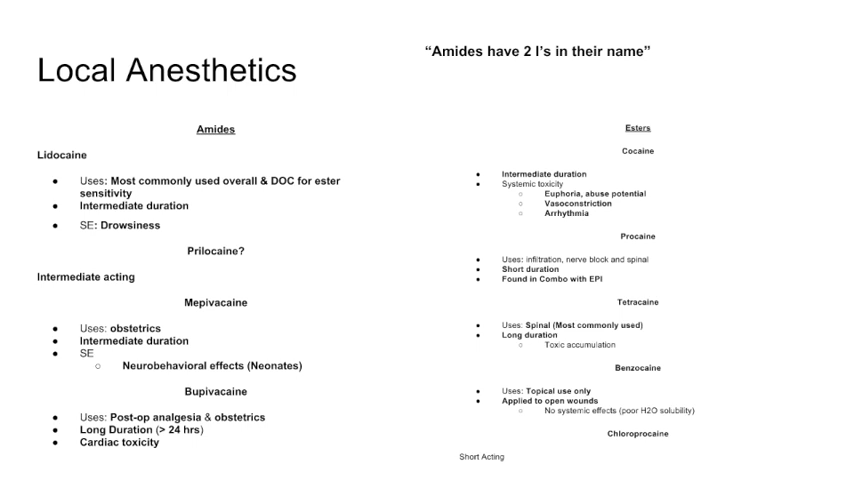 Local Anesthetics
“Amides have 2 I’s in their name”
Amides
Lidocaine
● Uses: Most commonly used overall & DOC for ester
sensitivity
● Intermediate duration
● SE: Drowsiness
Prilocaine?
Intermediate acting
Mepivacaine
● Uses: obstetrics
● Intermediate duration
● SE
○ Neurobehavioral effects (Neonates)
Bupivacaine
● Uses: Post-op analgesia & obstetrics
● Long Duration (> 24 hrs)
● Cardiac toxicity
Esters
Cocaine
● Intermediate duration
● Systemic toxicity
○ Euphoria, abuse potential
○ Vasoconstriction
○ Arrhythmia
Procaine
● Uses: infiltration, nerve block and spinal
● Short duration
● Found in Combo with EPI
Tetracaine
● Uses: Spinal (Most commonly used)
● Long duration
○ Toxic accumulation
Benzocaine
● Uses: Topical use only
● Applied to open wounds
○ No systemic effects (poor H2O solubility)
Chloroprocaine
Short Acting